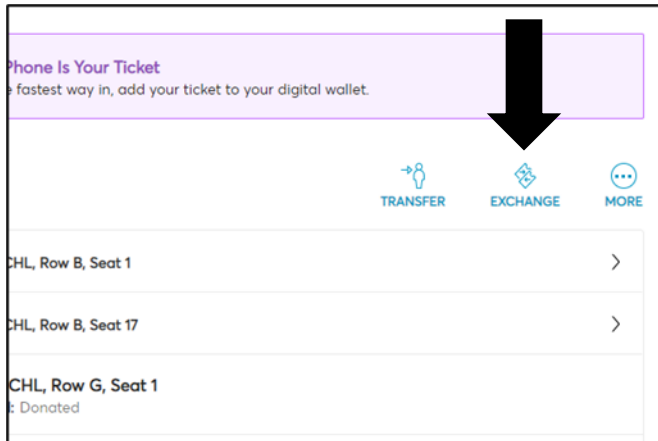 Phone Is Your Ticket
fastest way in, add your ticket to your digital wallet.
TRANSFER EXCHANGE MORE
CHL, Row B, Seat 1
CHL, Row B, Seat 17
CHL, Row G, Seat 1
: Donated